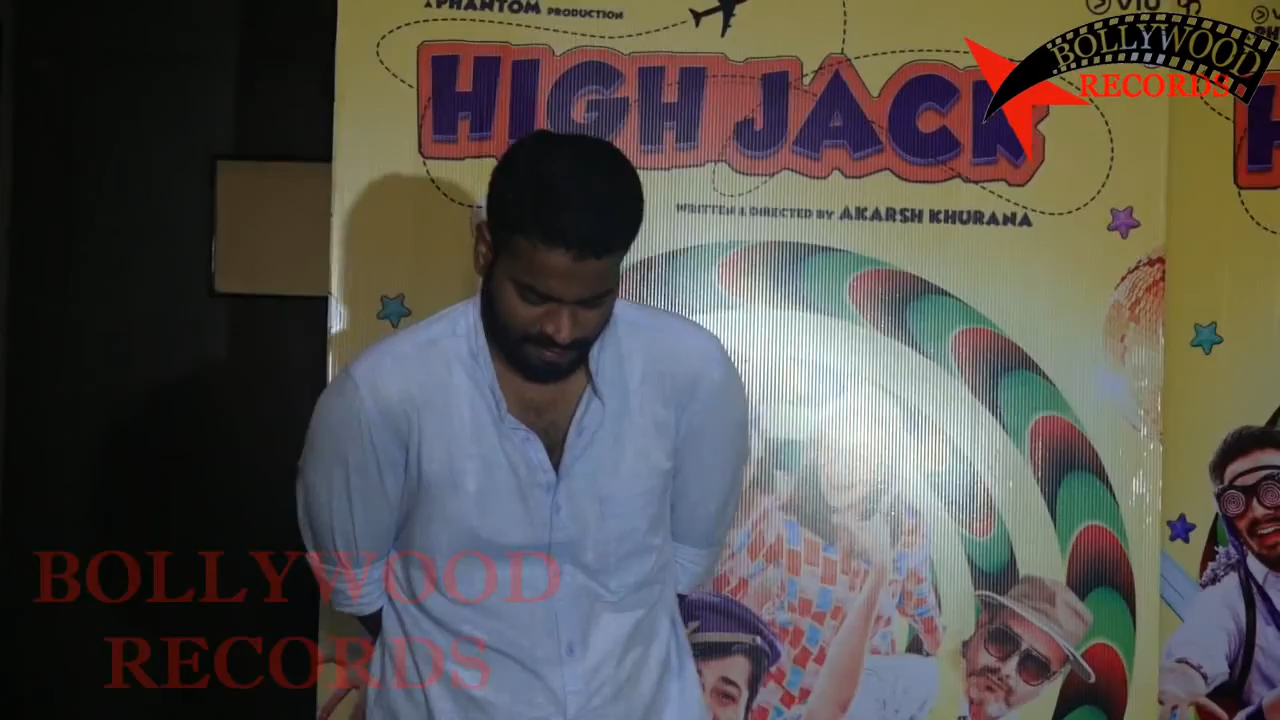 A PHANTOM PRODUCTION
HIGH JACK
WRITTEN & DIRECTED BY AKARSH KHURANA
BOLLYWOOD
RECORDS
BOLLYWOOD
RECORDS